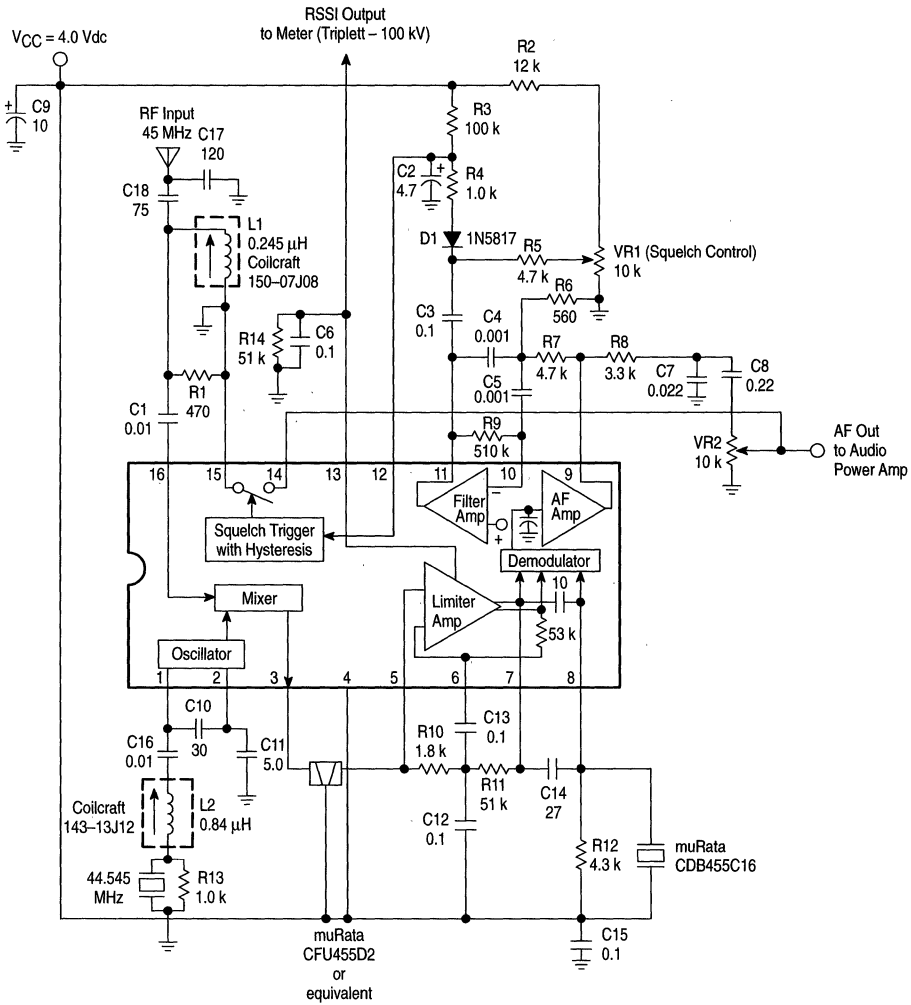 RSSI Output
to Meter (Triplett – 100 kV)
VCC = 4.0 Vdc
R2
12 k
+
C9
10
RF Input
45 MHz
C17
120
R3
100 k
C2
4.7
+
R4
1.0 k
C18
75
L1
0.245 µH
Coilcraft
150–07J08
D1
1N5817
R5
4.7 k
VR1 (Squelch Control)
10 k
R6
560
C3
0.1
C4
0.001
R14
51 k
C6
0.1
R7
4.7 k
R8
3.3 k
C7
0.022
C8
0.22
R1
470
C5
0.001
C1
0.01
R9
510 k
VR2
10 k
AF Out
to Audio
Power Amp
16
15
14
13
12
11
10
9
Filter
Amp
–
+
AF
Amp
Squelch Trigger
with Hysteresis
Demodulator
10
Mixer
Limiter
Amp
53 k
Oscillator
1
2
3
4
5
6
7
8
C10
30
C16
0.01
C11
5.0
R10
1.8 k
C13
0.1
R11
51 k
C14
27
Coilcraft
143–13J12
L2
0.84 µH
C12
0.1
R12
4.3 k
muRata
CDB455C16
44.545
MHz
R13
1.0 k
muRata
CFU455D2
or
equivalent
C15
0.1